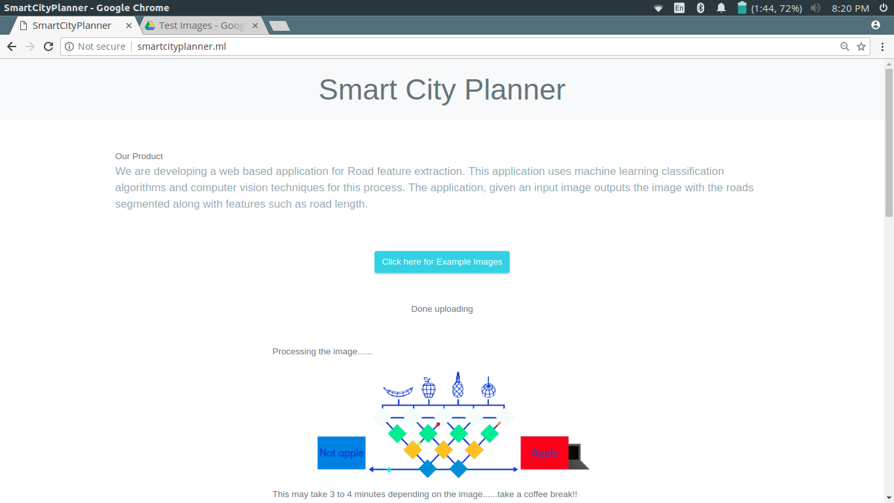 SmartCityPlanner - Google Chrome
En
(1:44, 72%)
8:20 PM
SmartCityPlanner
Test Images - Goog
Not secure
smartcityplanner.ml
Smart City Planner
Our Product
We are developing a web based application for Road feature extraction. This application uses machine learning classification
algorithms and computer vision techniques for this process. The application, given an input image outputs the image with the roads
segmented along with features such as road length.
Click here for Example Images
Done uploading
Processing the image......
Not apple
Apple
This may take 3 to 4 minutes depending on the image......take a coffee break!!